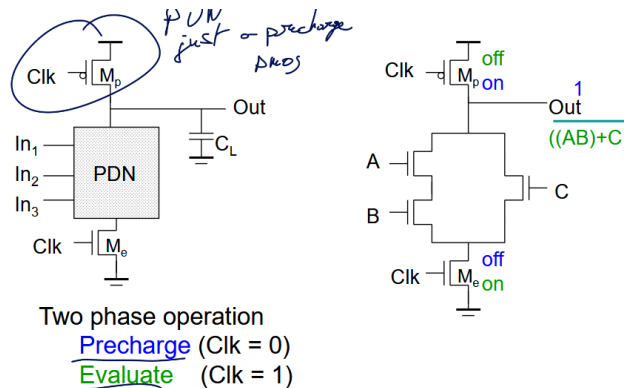 PUN
just a precharge
PMOS
Clk
Mp
Out
CL
In1
In2
In3
PDN
Clk
Me
off
Clk
Mp on
1
Out
((AB)+C
A
B
C
off
Clk
Me on
Two phase operation
Precharge (Clk = 0)
Evaluate (Clk = 1)